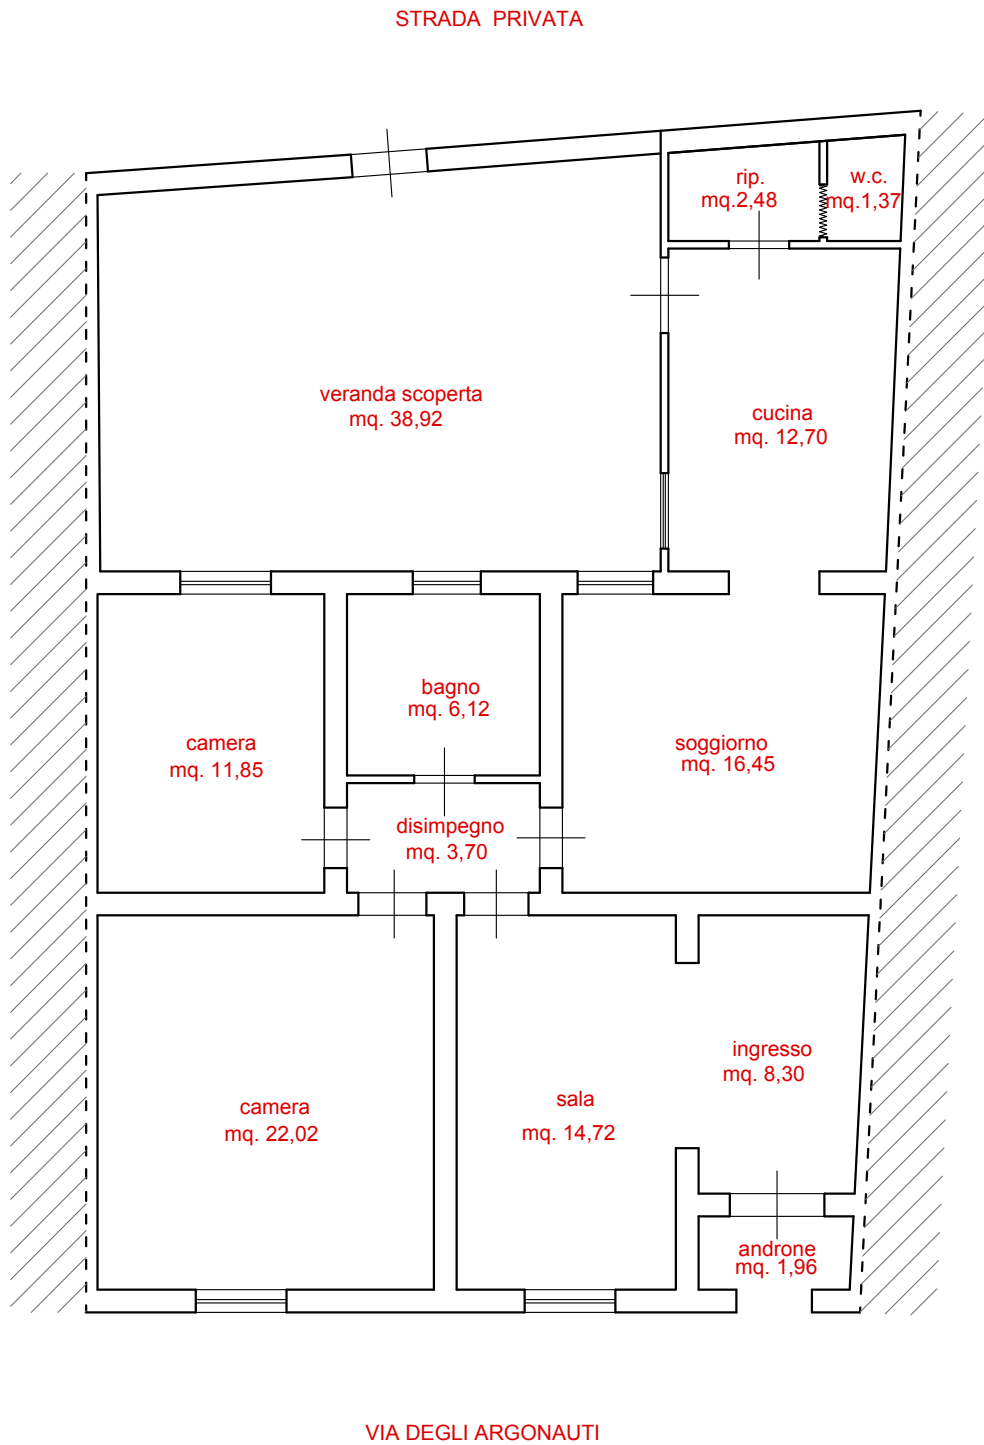 STRADA PRIVATA
rip.
mq.2,48
w.c.
mq.1,37
veranda scoperta
mq. 38,92
cucina
mq. 12,70
bagno
mq. 6,12
camera
mq. 11,85
soggiorno
mq. 16,45
disimpegno
mq. 3,70
ingresso
mq. 8,30
camera
mq. 22,02
sala
mq. 14,72
androne
mq. 1,96
VIA DEGLI ARGONAUTI